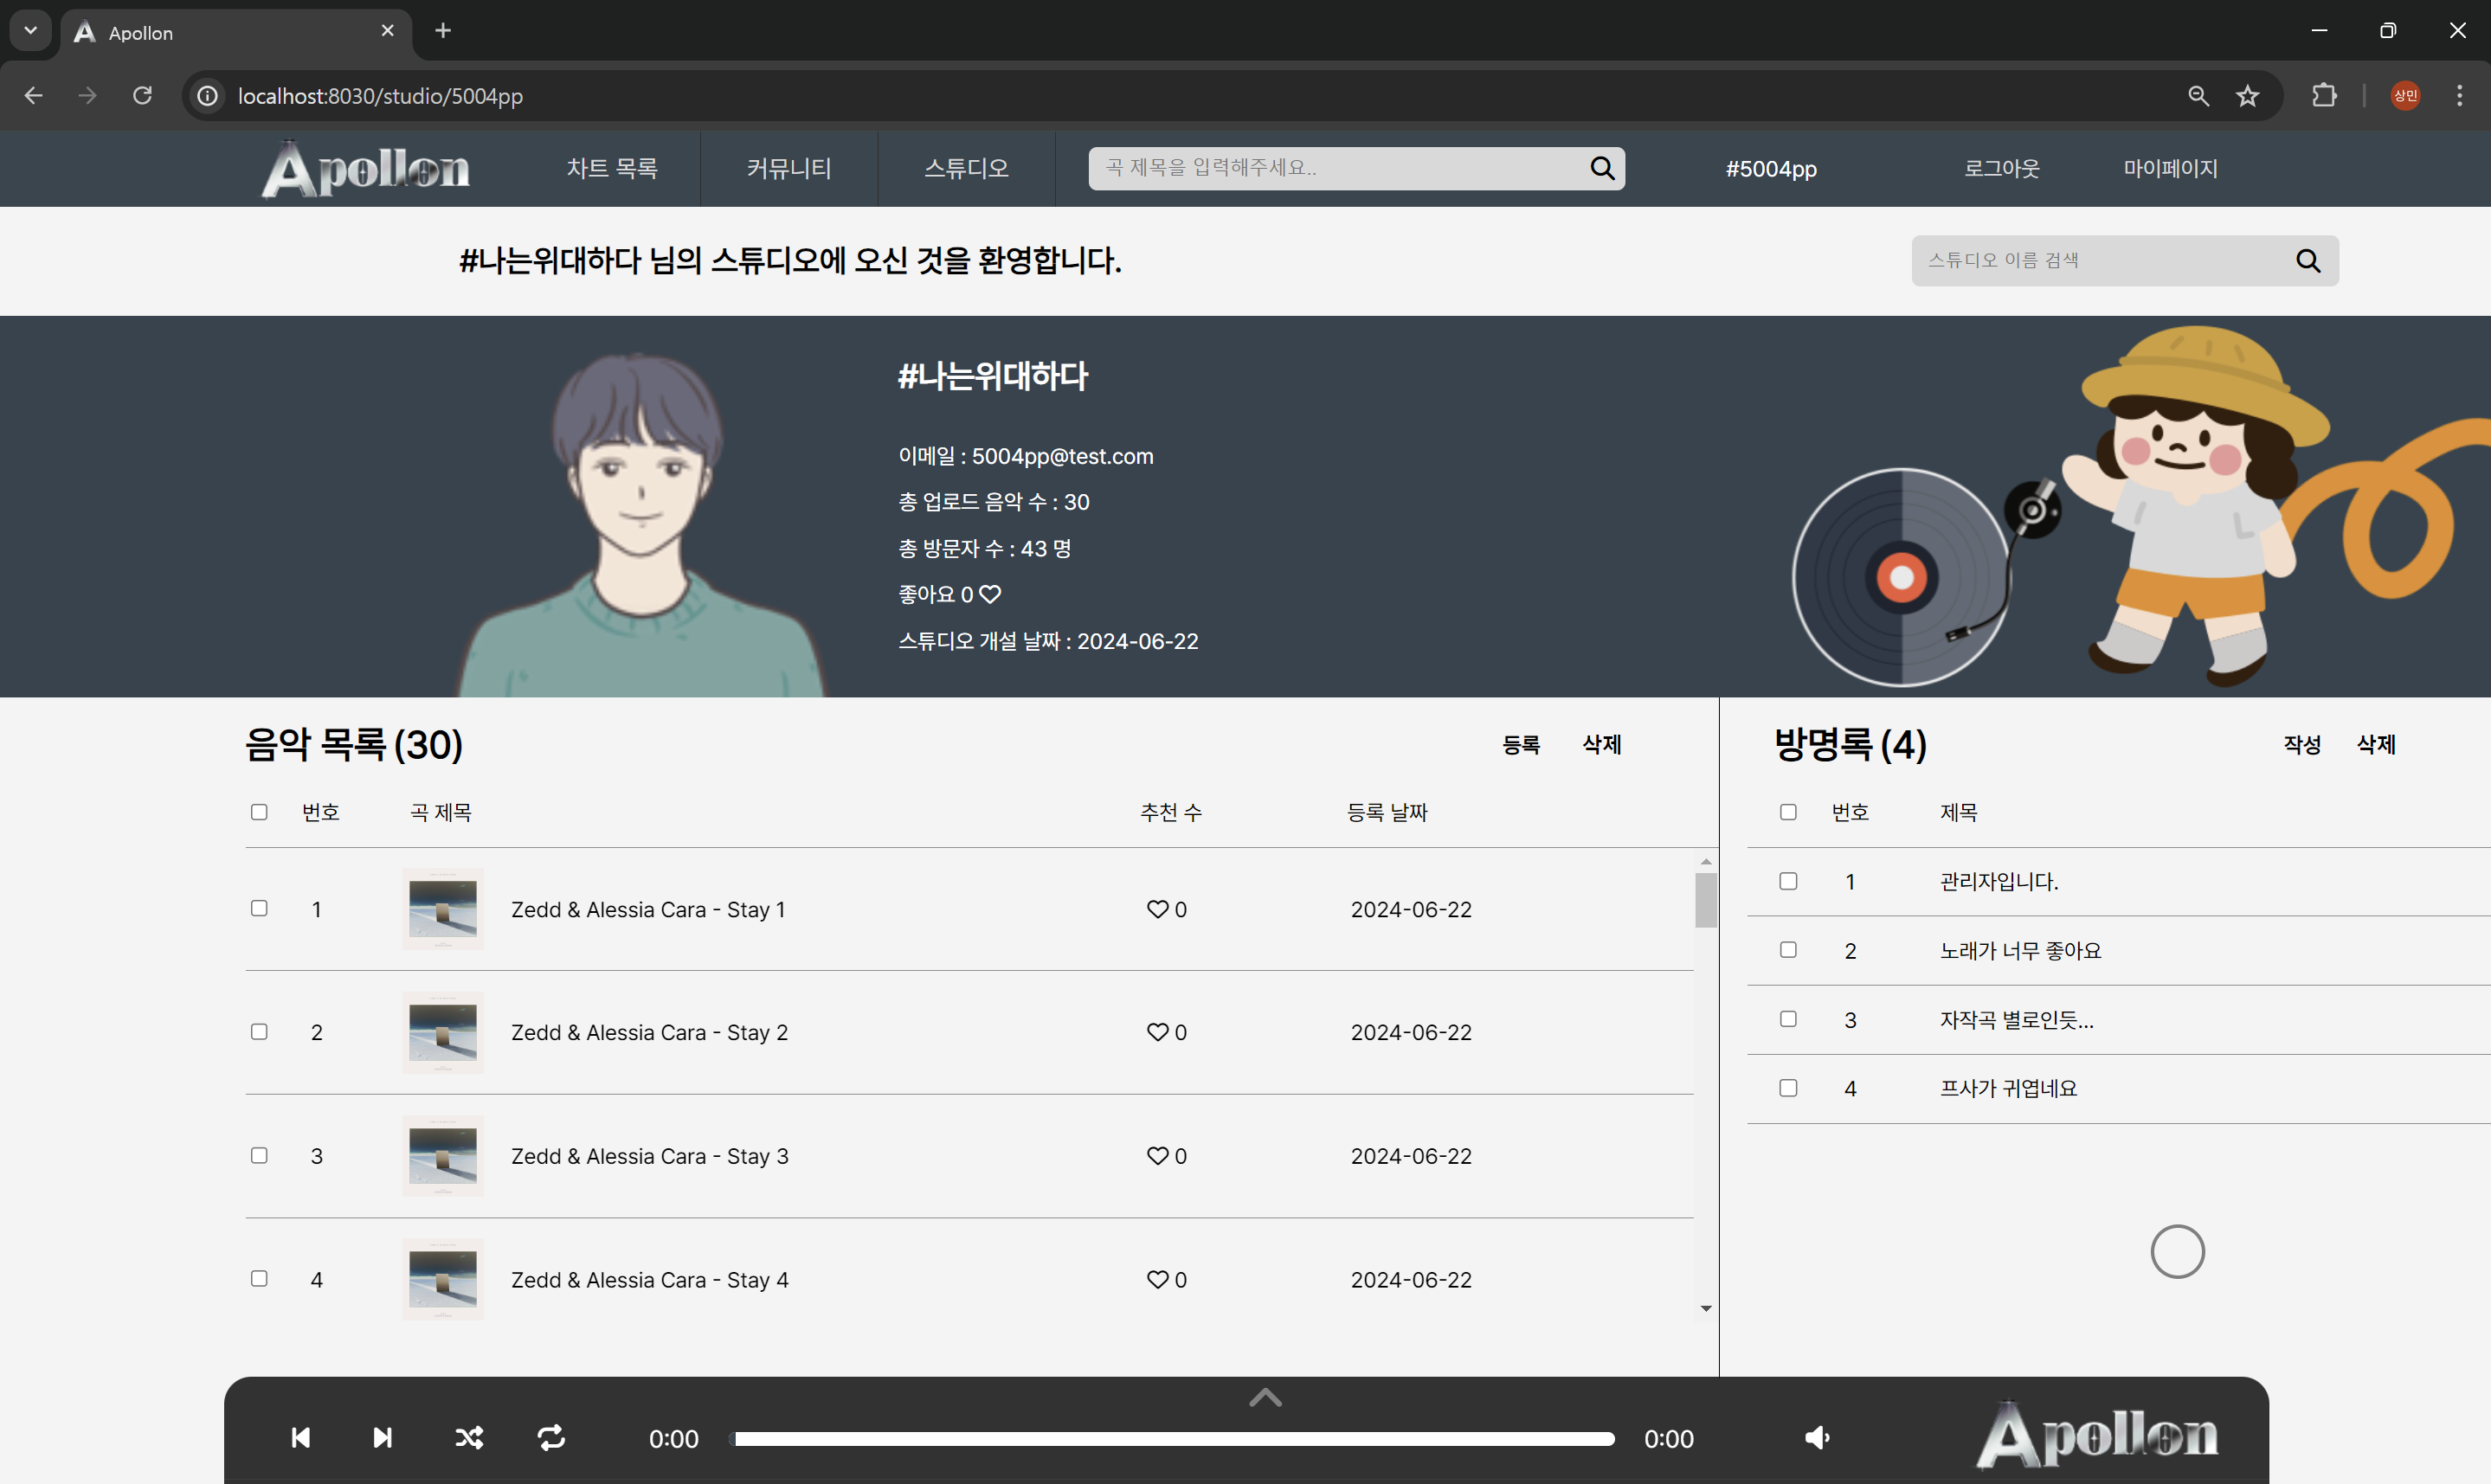 Apollon
localhost:8030/studio/5004pp
상민
Apollon
차트 목록
커뮤니티
스튜디오
곡 제목을 입력해주세요..
#5004pp
로그아웃
마이페이지
#나는위대하다 님의 스튜디오에 오신 것을 환영합니다.
스튜디오 이름 검색
#나는위대하다
이메일 : 5004pp@test.com
총 업로드 음악 수 : 30
총 방문자 수 : 43 명
좋아요 0
스튜디오 개설 날짜 : 2024-06-22
음악 목록 (30)
등록 삭제
번호 곡 제목 추천 수 등록 날짜
1 Zedd & Alessia Cara - Stay 1 0 2024-06-22
2 Zedd & Alessia Cara - Stay 2 0 2024-06-22
3 Zedd & Alessia Cara - Stay 3 0 2024-06-22
4 Zedd & Alessia Cara - Stay 4 0 2024-06-22
방명록 (4)
작성 삭제
번호 제목
1 관리자입니다.
2 노래가 너무 좋아요
3 자작곡 별로인듯...
4 프사가 귀엽네요
0:00
0:00
Apollon